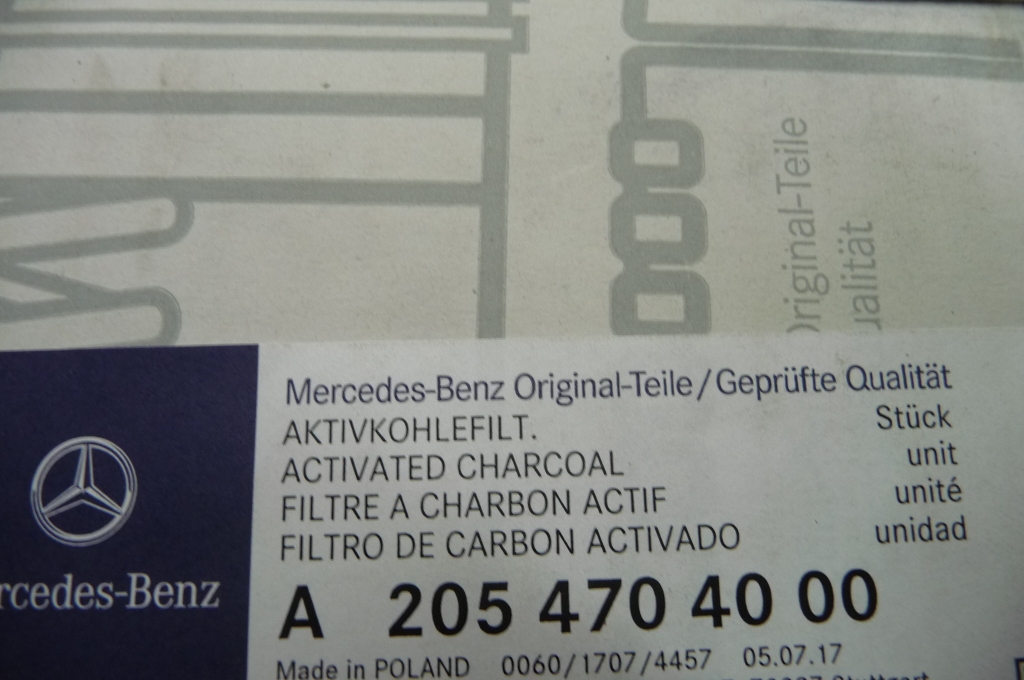 Original-Teile
Qualität
Mercedes-Benz Original-Teile/Geprüfte Qualität
AKTIVKOHLEFILT. Stück
ACTIVATED CHARCOAL unit
FILTRE A CHARBON ACTIF unité
FILTRO DE CARBON ACTIVADO unidad
rcedes-Benz
A 205 470 40 00
Made in POLAND 0060/1707/4457 05.07.17